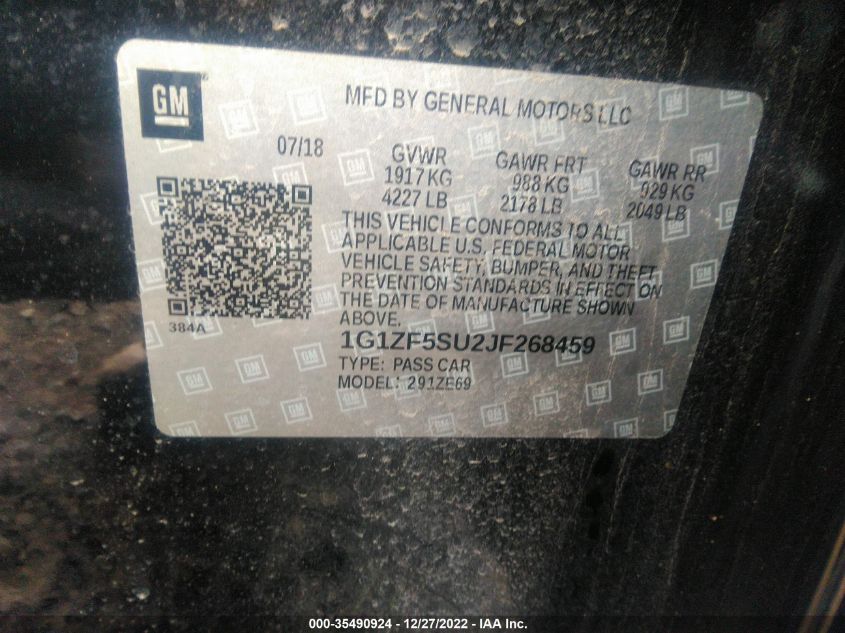 GM
MFD BY GENERAL MOTORS LLC
07/18
GVWR GAWR FRT GAWR RR
1917 KG 988 KG 929 KG
4227 LB 2178 LB 2049 LB
THIS VEHICLE CONFORMS TO ALL
APPLICABLE U.S. FEDERAL MOTOR
VEHICLE SAFETY, BUMPER, AND THEFT
PREVENTION STANDARDS IN EFFECT ON
THE DATE OF MANUFACTURE SHOWN
ABOVE.
384A
1G1ZF5SU2JF268459
TYPE: PASS CAR
MODEL: 291ZE69
000-35490924 / 12/27/2022 - IAA Inc.